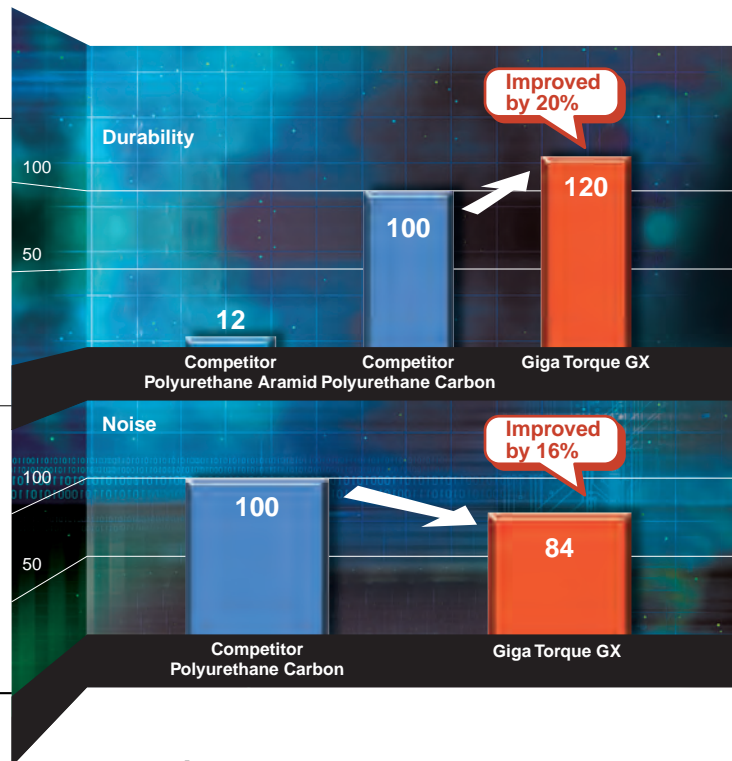 Improved
by 20%
Durability
100
120
100
50
12
Competitor
Polyurethane Aramid
Competitor
Polyurethane Carbon
Giga Torque GX
Noise
Improved
by 16%
100
100
84
50
Competitor
Polyurethane Carbon
Giga Torque GX